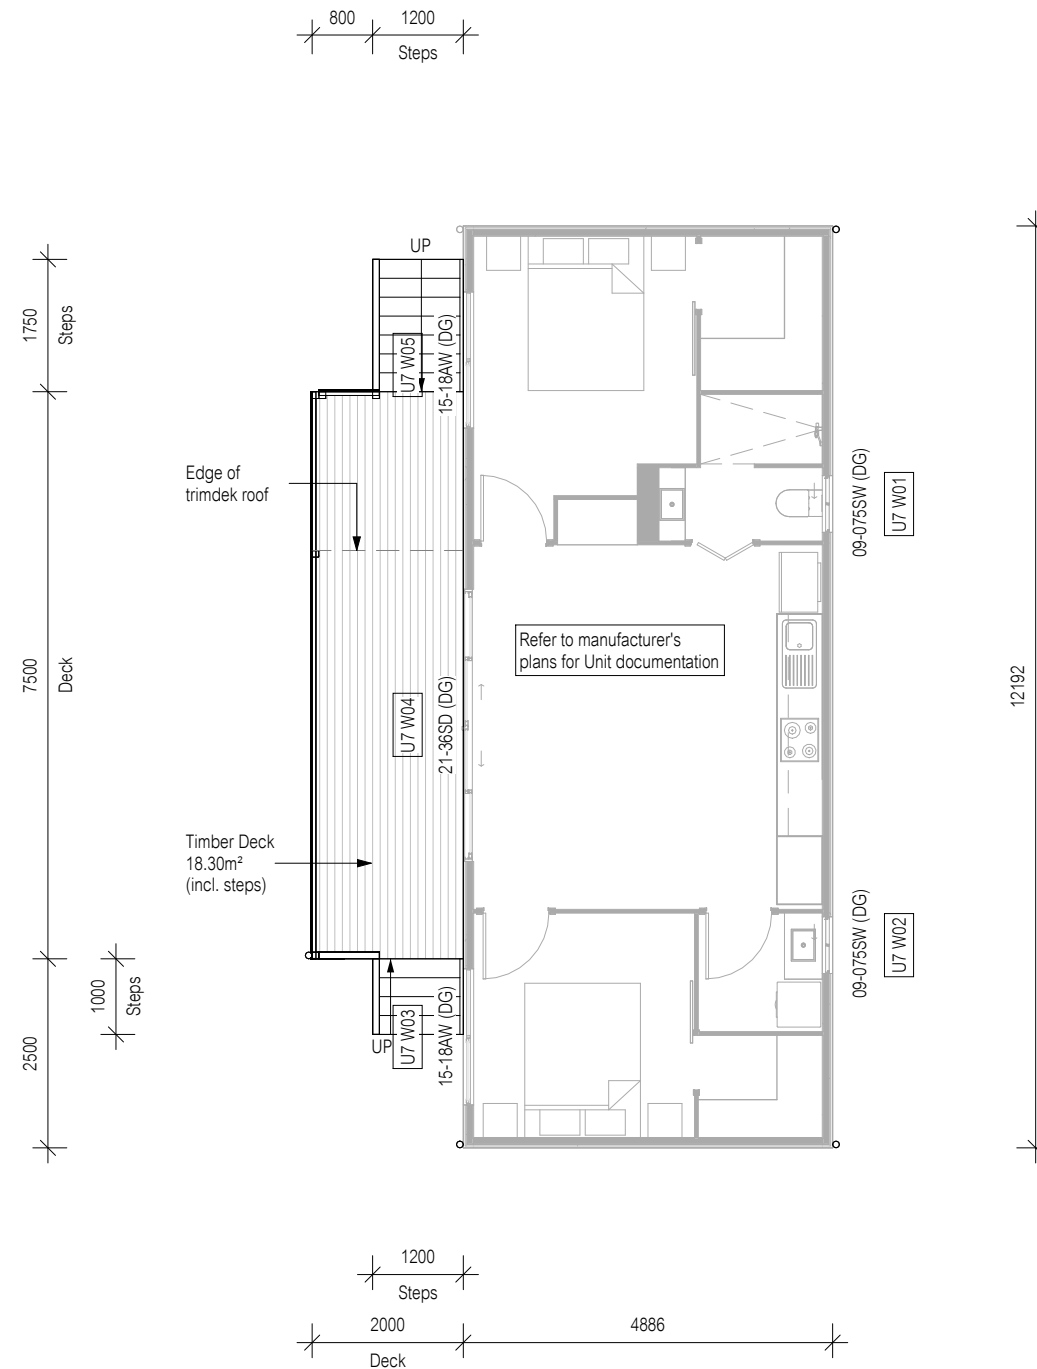 800
1200
Steps
UP
1750
Steps
U7 W05
15-18AW (DG)
Edge of
trimdek roof
09-075SW (DG)
U7 W01
Refer to manufacturer's
plans for Unit documentation
7500
Deck
U7 W04
21-36SD (DG)
12192
Timber Deck
18.30m²
(incl. steps)
09-075SW (DG)
U7 W02
1000
Steps
2500
UP
U7 W03
15-18AW (DG)
1200
Steps
2000
Deck
4886